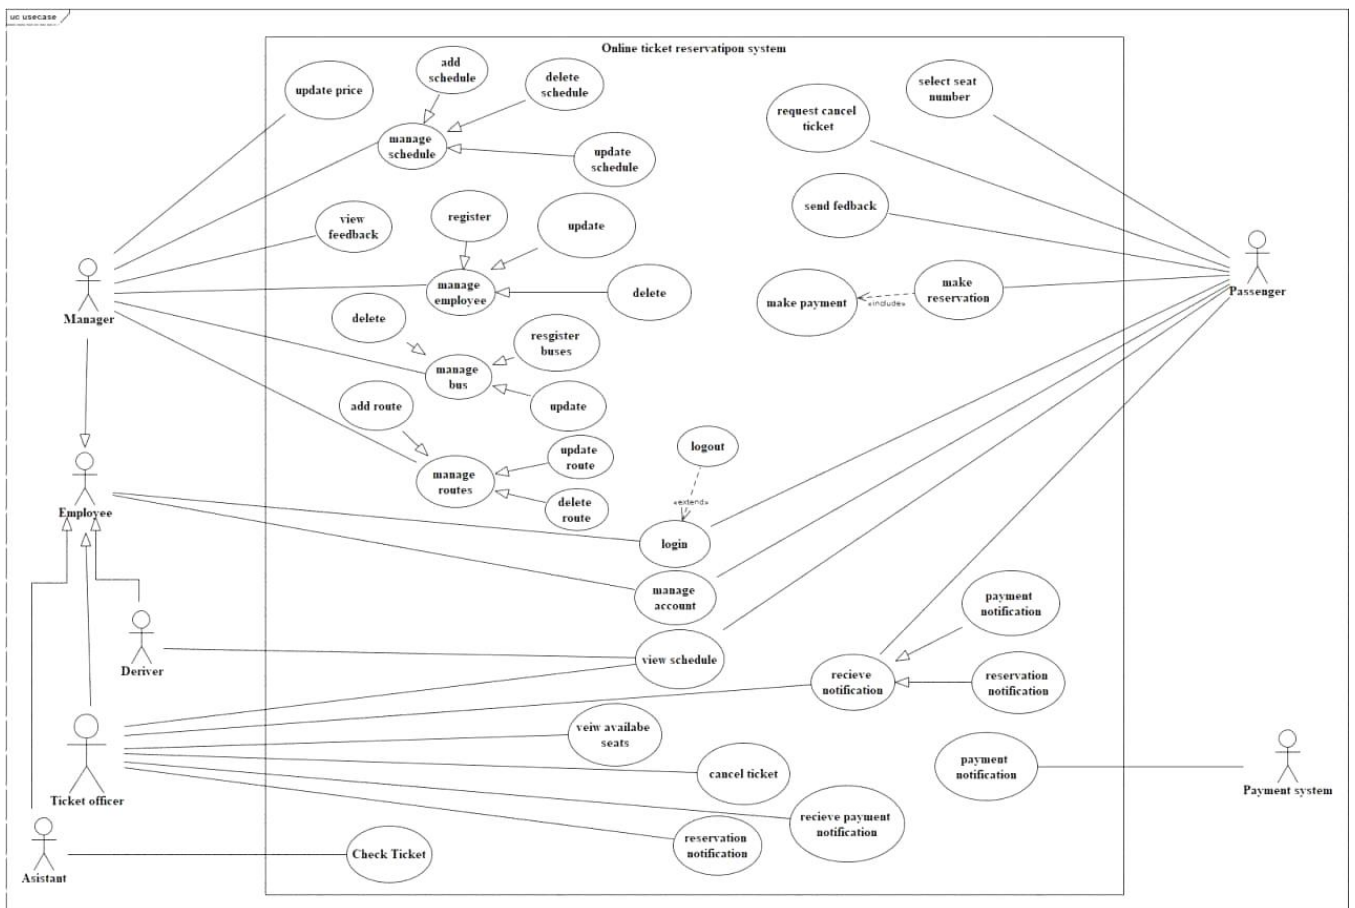 uc usecase
Online ticket reservatipon system
add
schedule
delete
schedule
update price
select seat
number
request cancel
ticket
manage
schedule
update
schedule
view
feedback
register
update
send fedback
manage
employee
delete
make payment
«include»
make
reservation
Manager
Passenger
delete
resgister
buses
manage
bus
add route
update
logout
update
route
manage
routes
«extend»
delete
route
Employee
login
manage
account
payment
notification
Deriver
view schedule
recieve
notification
reservation
notification
veiw availabe
seats
cancel ticket
payment
notification
Payment system
Ticket officer
recieve payment
notification
reservation
notification
Check Ticket
Asistant